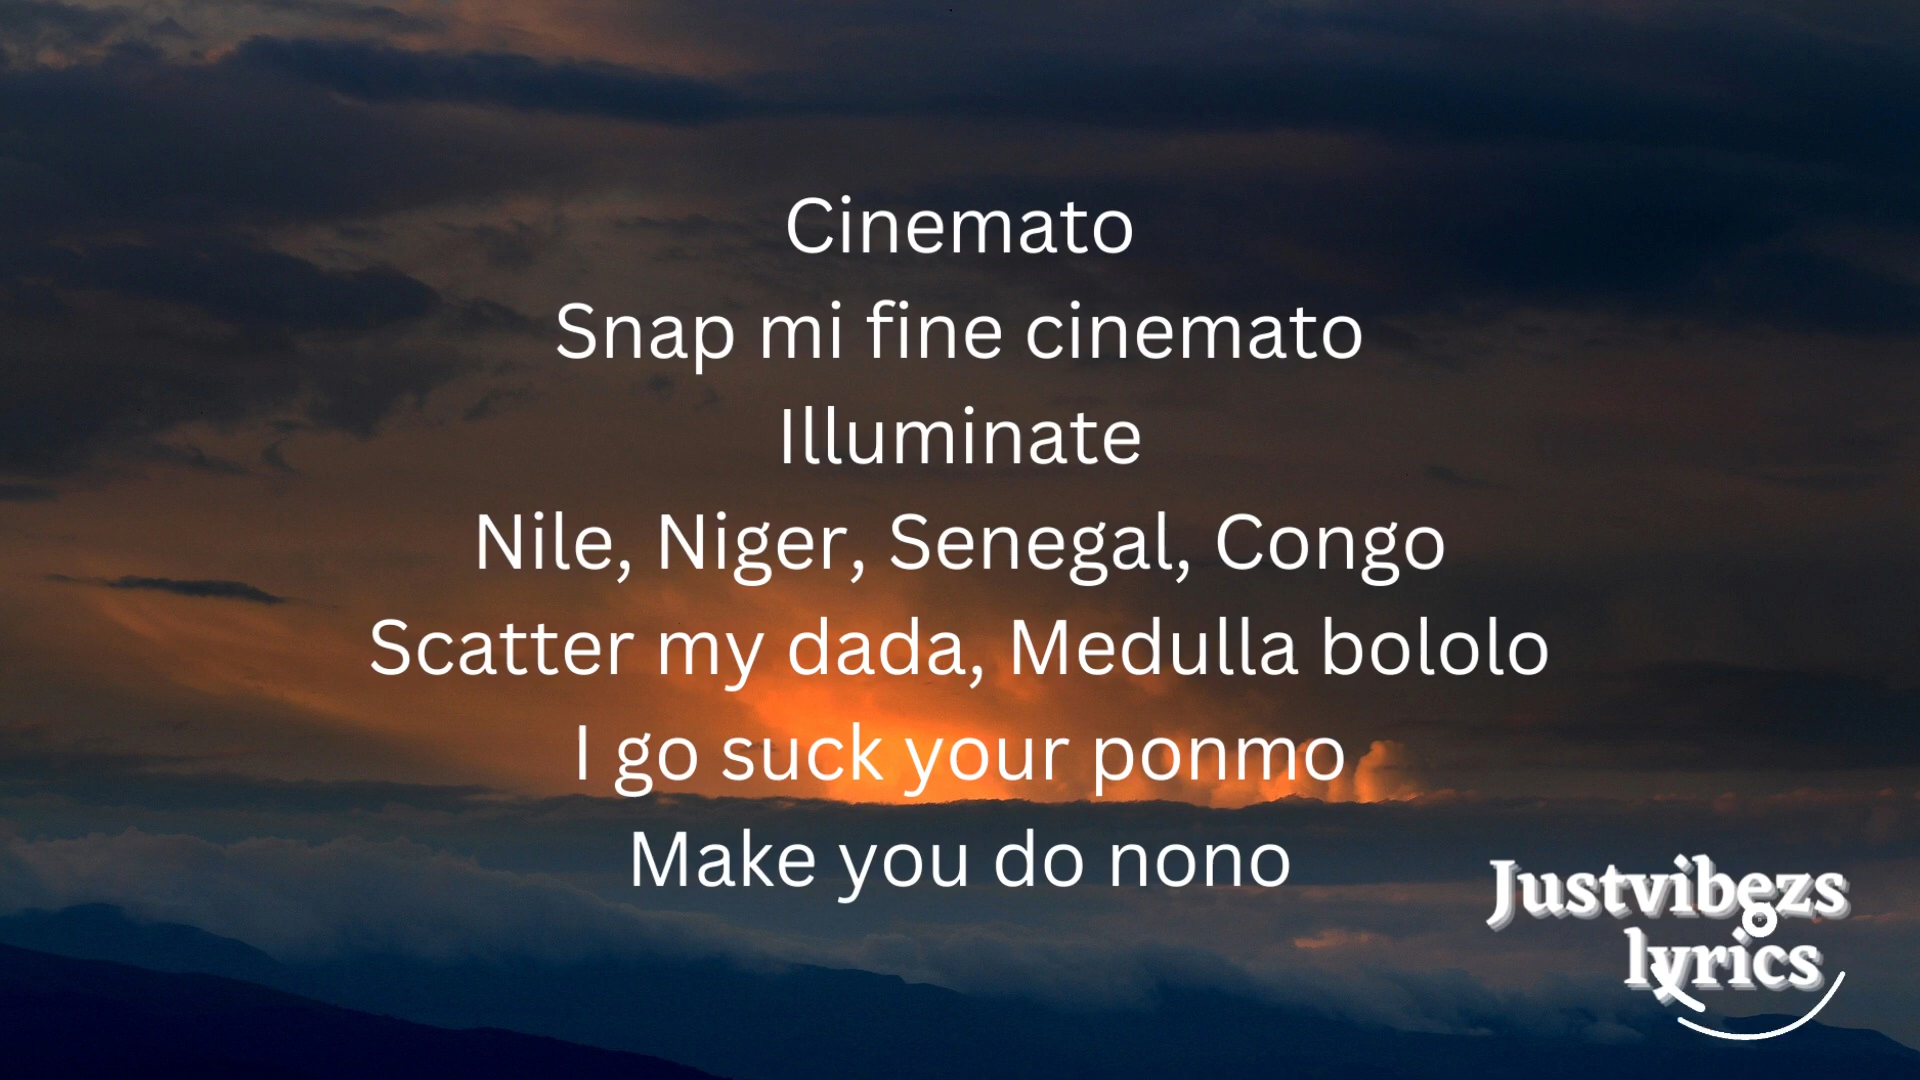 Cinemato
Snap mi fine cinemato
Illuminate
Nile, Niger, Senegal, Congo
Scatter my dada, Medulla bololo
I go suck your ponmo
Make you do nono
Justvibezs
lyrics